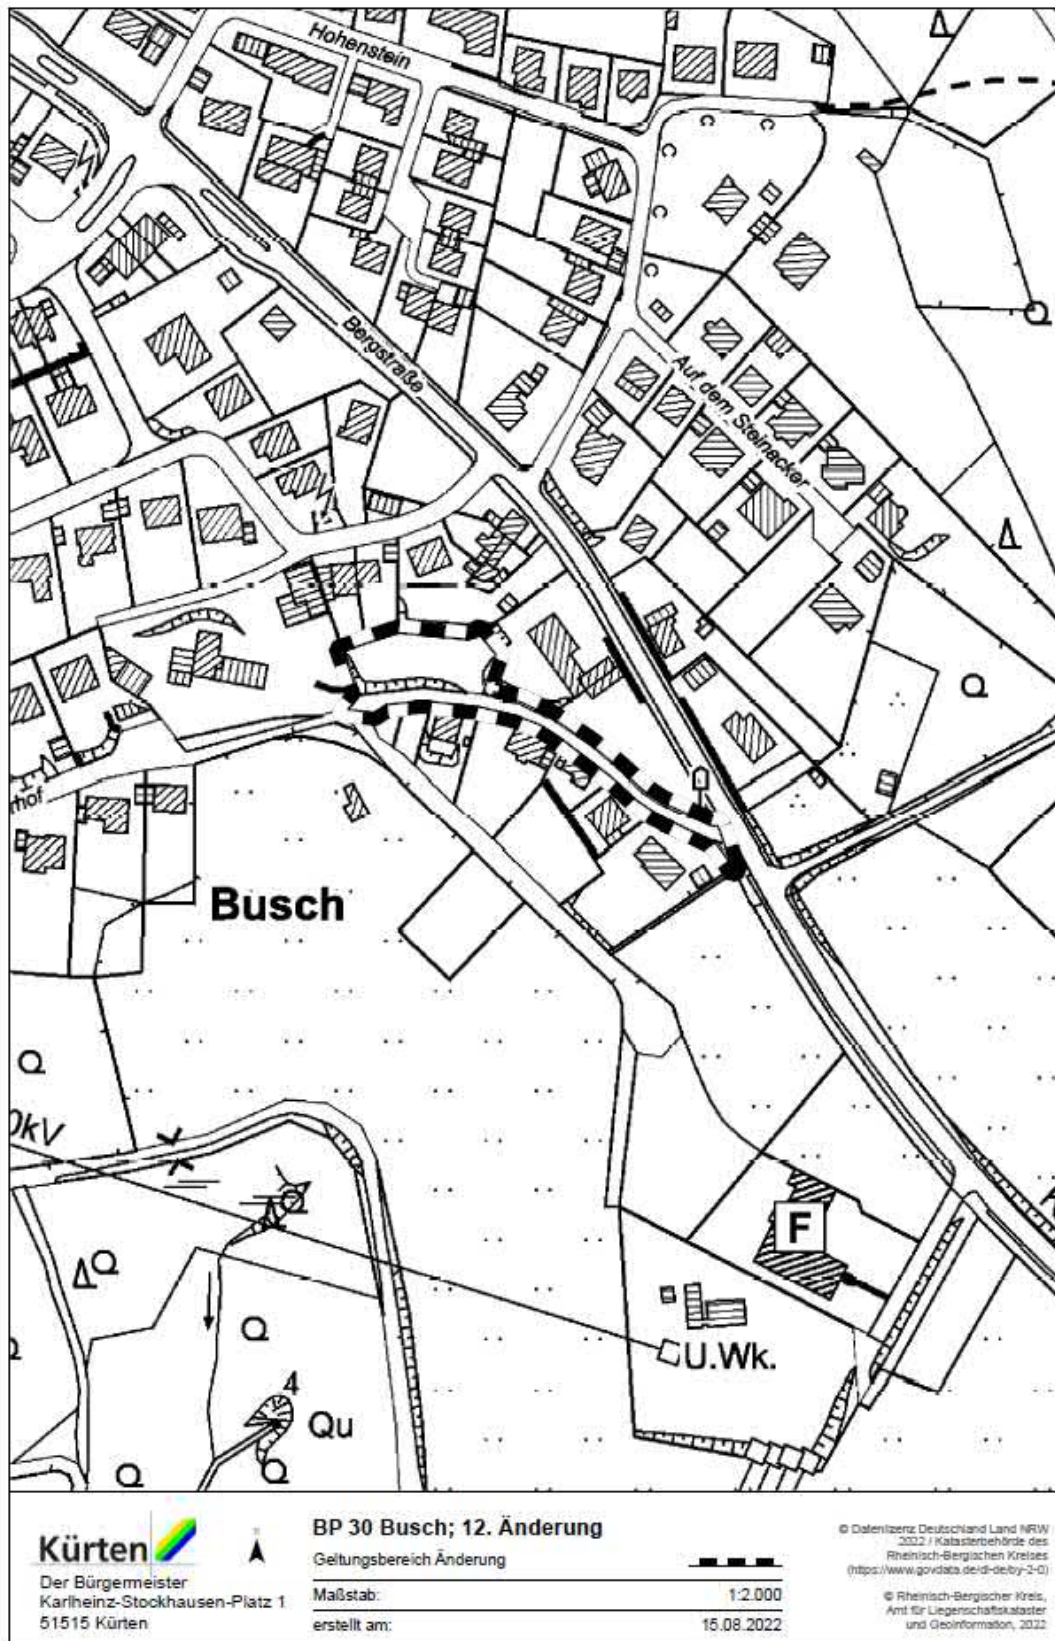 Hohenstein
Bergstraße
Auf dem Steinacker
rhof
Busch
Q
Q
Q
0kV
F
Q
Q
U.Wk.
4
Qu
Q
Q
Kürten
Der Bürgermeister
Karlheinz-Stockhausen-Platz 1
51515 Kürten
BP 30 Busch; 12. Änderung
Geltungsbereich Änderung
Maßstab: 1:2.000
erstellt am: 15.08.2022
© Datenlizenz Deutschland Land NRW
2022 / Katasterbehörde des
Rheinisch-Bergischen Kreises
(https://www.govdata.de/dl-de/by-2-0)
© Rheinisch-Bergischer Kreis,
Amt für Liegenschaftskataster
und Geoinformation, 2022